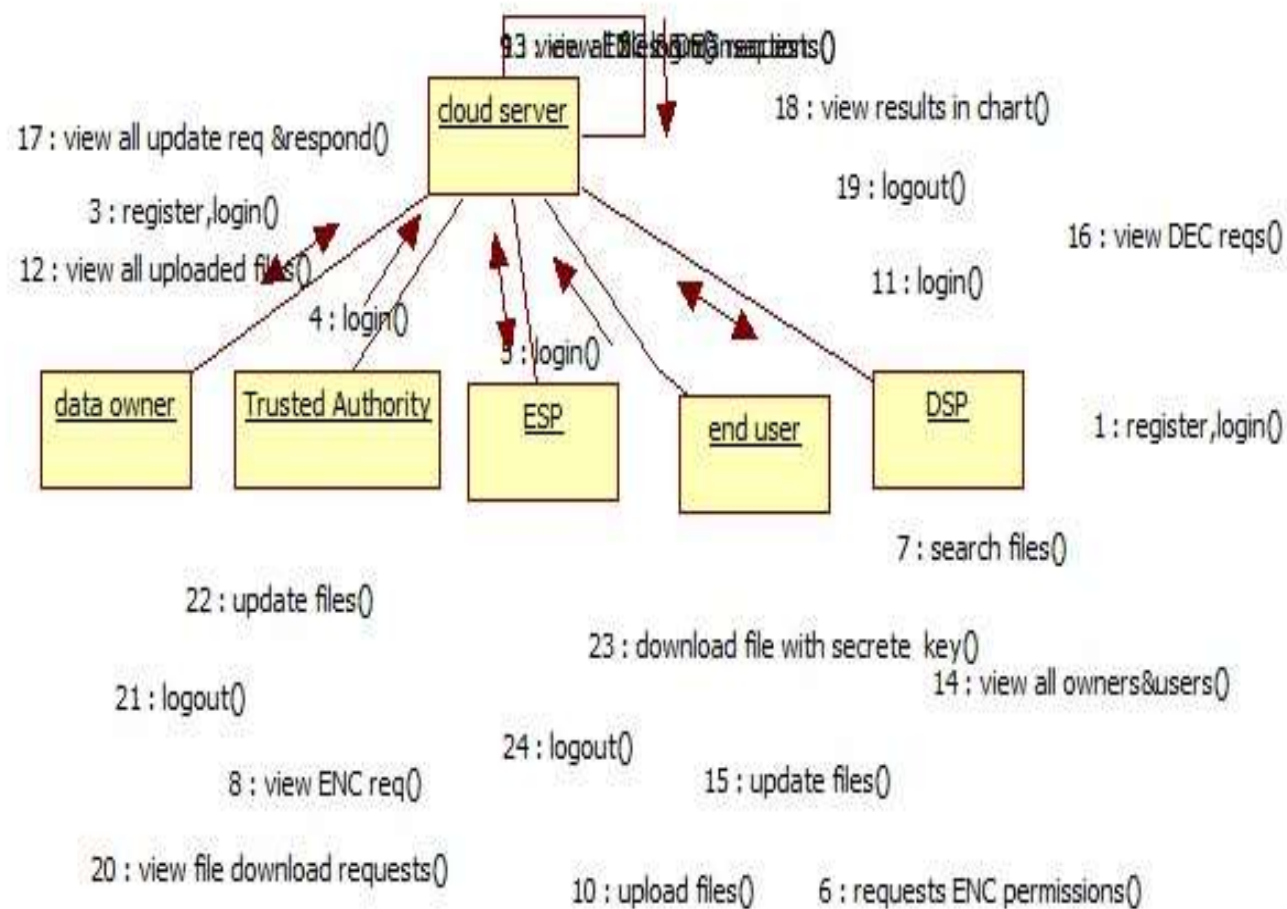 cloud server
18 : view results in chart()
17 : view all update req &respond()
19 : logout()
3 : register,login()
16 : view DEC reqs()
12 : view all uploaded files()
11 : login()
4 : login()
5 : login()
data owner
Trusted Authority
ESP
end user
DSP
1 : register,login()
7 : search files()
22 : update files()
23 : download file with secrete key()
14 : view all owners&users()
21 : logout()
24 : logout()
8 : view ENC req()
15 : update files()
20 : view file download requests()
10 : upload files()
6 : requests ENC permissions()